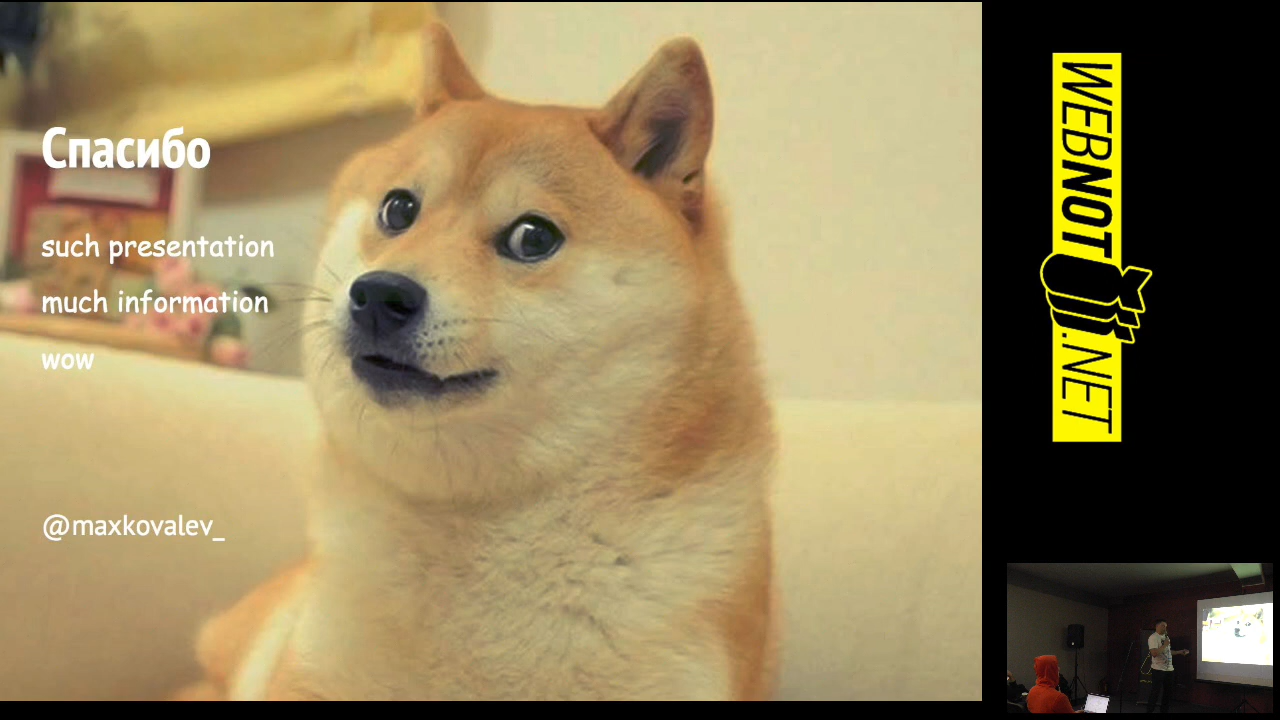 Спасибо
such presentation
much information
wow
@maxkovalev_
WEBNOT
.NET